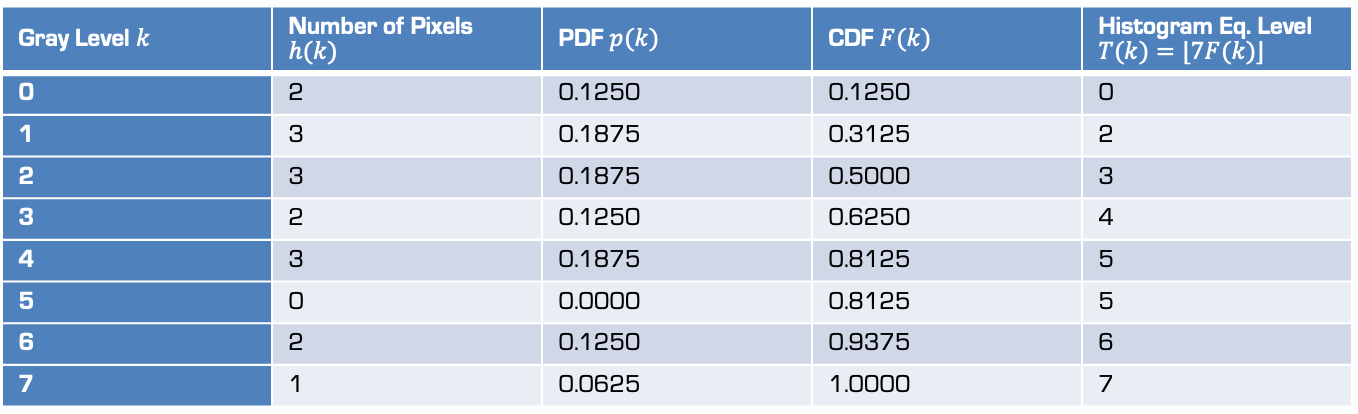 Gray Level k | Number of Pixels h(k) | PDF p(k) | CDF F(k) | Histogram Eq. Level T(k) = ⌊7F(k)⌋
0 | 2 | 0.1250 | 0.1250 | 0
1 | 3 | 0.1875 | 0.3125 | 2
2 | 3 | 0.1875 | 0.5000 | 3
3 | 2 | 0.1250 | 0.6250 | 4
4 | 3 | 0.1875 | 0.8125 | 5
5 | 0 | 0.0000 | 0.8125 | 5
6 | 2 | 0.1250 | 0.9375 | 6
7 | 1 | 0.0625 | 1.0000 | 7